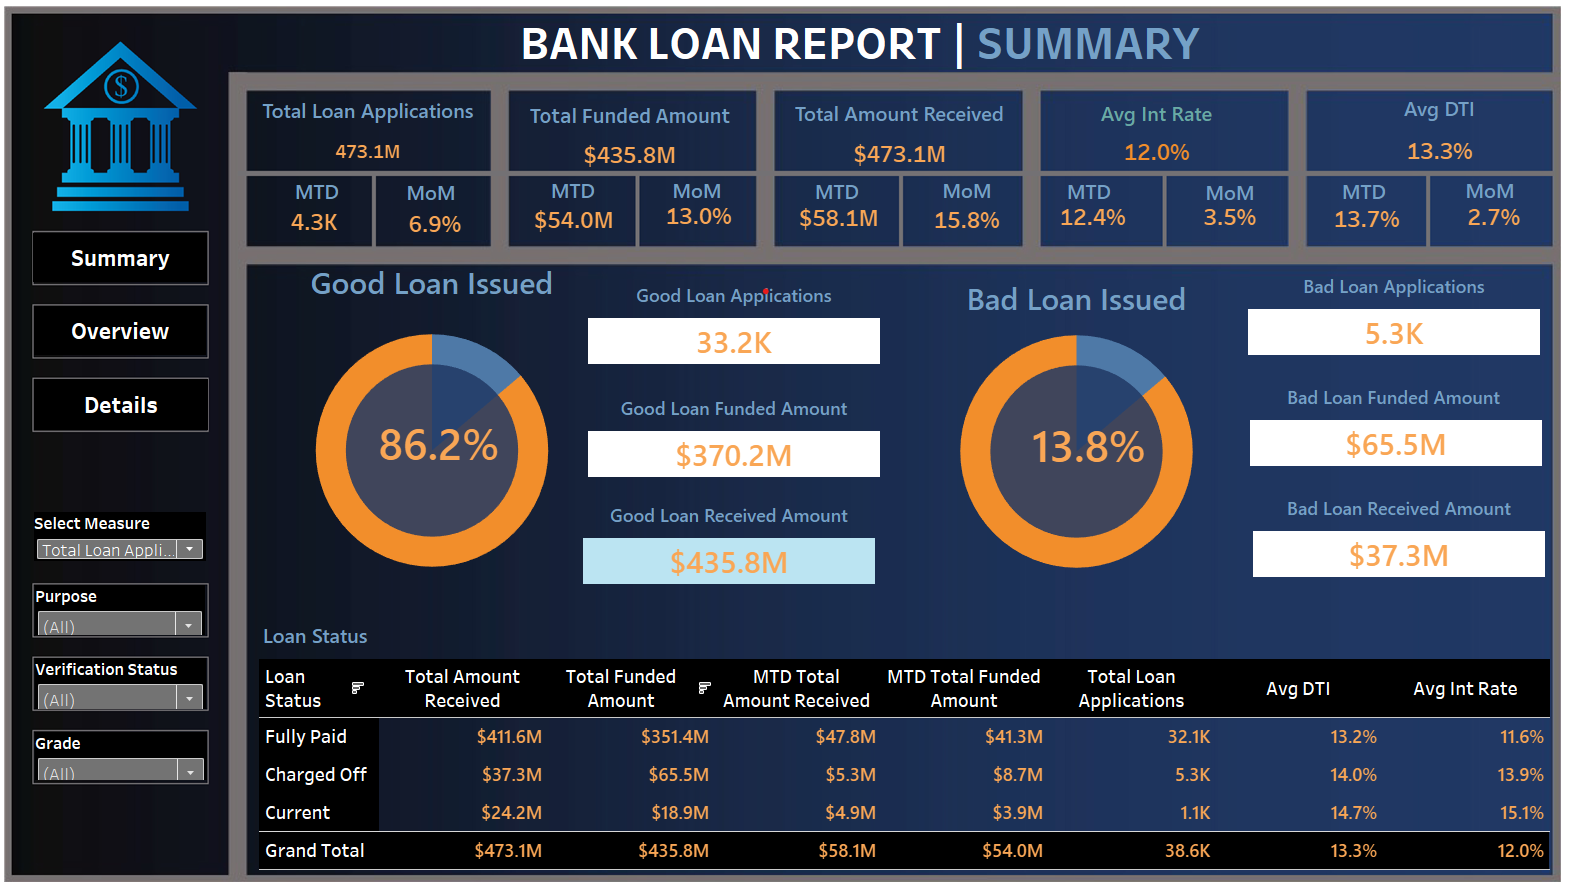 BANK LOAN REPORT | SUMMARY
$
Summary
Overview
Details
Select Measure
Total Loan Appli...
Purpose
(All)
Verification Status
(All)
Grade
(All)
Total Loan Applications
473.1M
MTD
4.3K
MoM
6.9%
Total Funded Amount
$435.8M
MTD
$54.0M
MoM
13.0%
Total Amount Received
$473.1M
MTD
$58.1M
MoM
15.8%
Avg Int Rate
12.0%
MTD
12.4%
MoM
3.5%
Avg DTI
13.3%
MTD
13.7%
MoM
2.7%
Good Loan Issued
86.2%
Good Loan Applications
33.2K
Good Loan Funded Amount
$370.2M
Good Loan Received Amount
$435.8M
Bad Loan Issued
13.8%
Bad Loan Applications
5.3K
Bad Loan Funded Amount
$65.5M
Bad Loan Received Amount
$37.3M
Loan Status
Loan Status Total Amount Received Total Funded Amount MTD Total Amount Received MTD Total Funded Amount Total Loan Applications Avg DTI Avg Int Rate
Fully Paid $411.6M $351.4M $47.8M $41.3M 32.1K 13.2% 11.6%
Charged Off $37.3M $65.5M $5.3M $8.7M 5.3K 14.0% 13.9%
Current $24.2M $18.9M $4.9M $3.9M 1.1K 14.7% 15.1%
Grand Total $473.1M $435.8M $58.1M $54.0M 38.6K 13.3% 12.0%